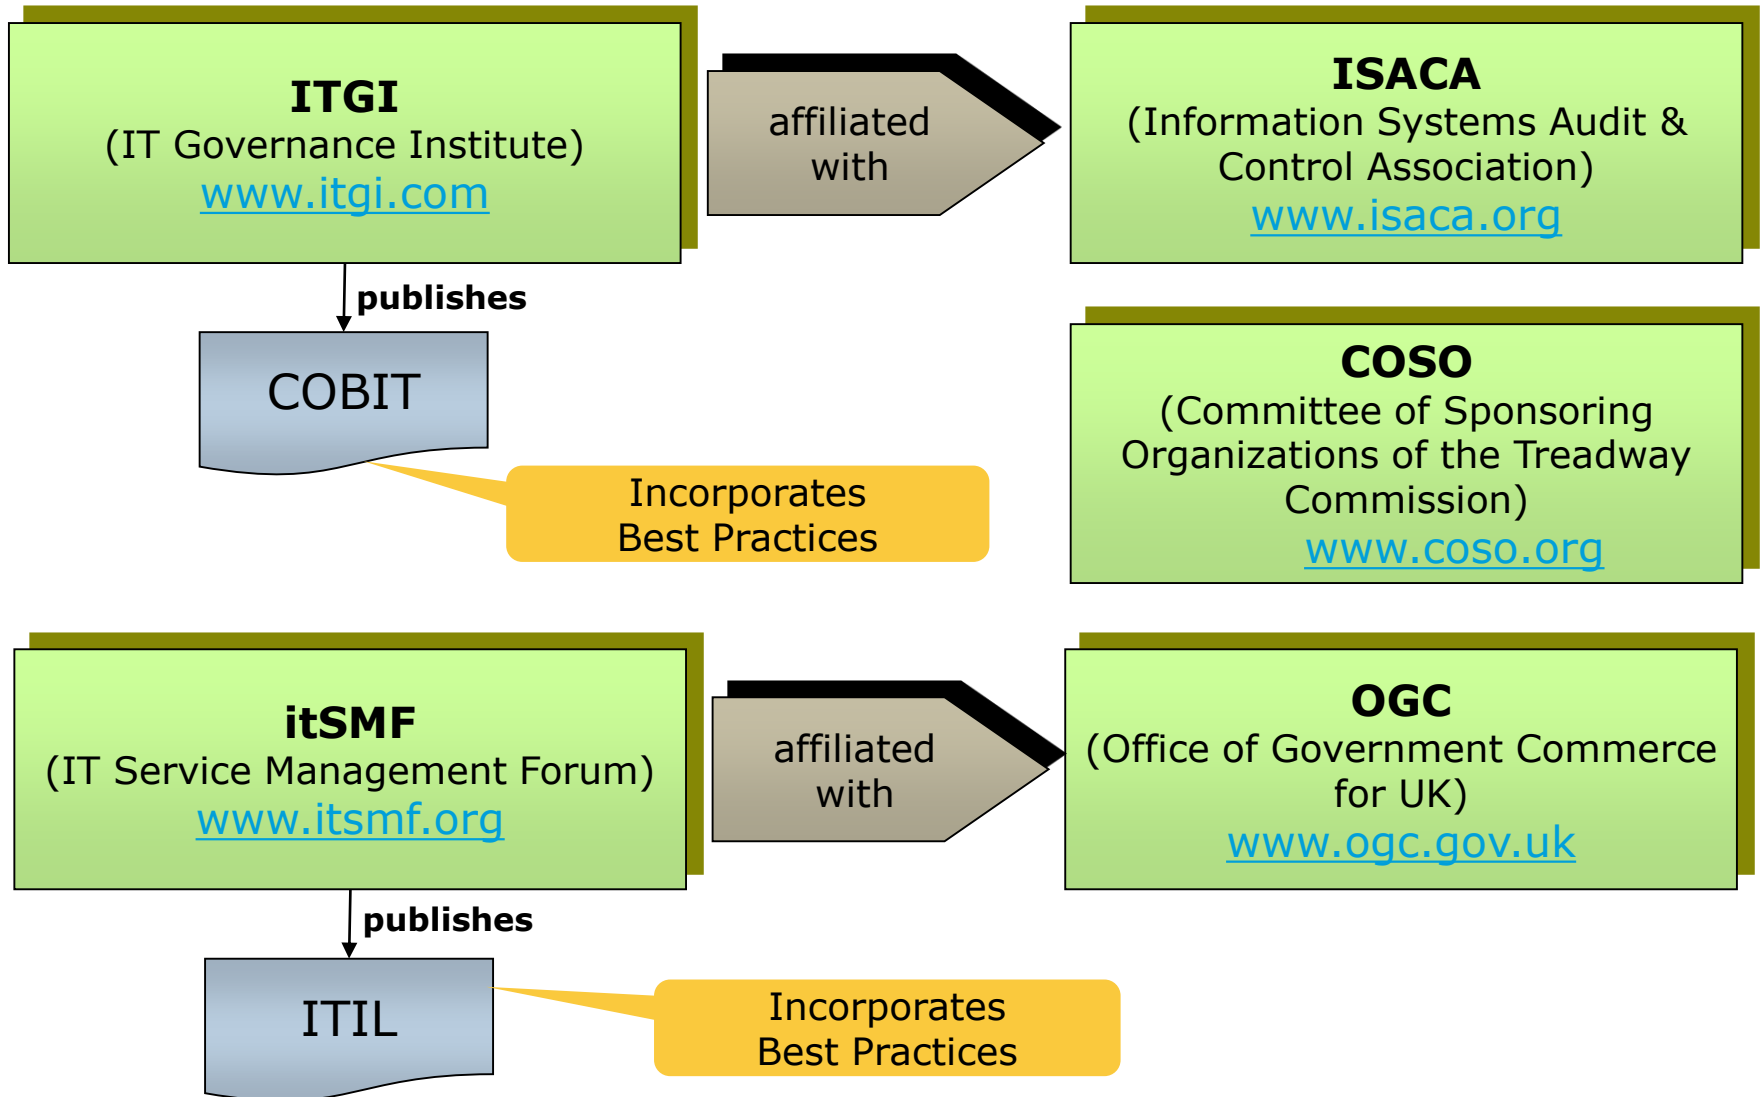 ITGI
(IT Governance Institute)
www.itgi.com
affiliated
with
ISACA
(Information Systems Audit &
Control Association)
www.isaca.org
publishes
COBIT
Incorporates
Best Practices
COSO
(Committee of Sponsoring
Organizations of the Treadway
Commission)
www.coso.org
itSMF
(IT Service Management Forum)
www.itsmf.org
affiliated
with
OGC
(Office of Government Commerce
for UK)
www.ogc.gov.uk
publishes
ITIL
Incorporates
Best Practices